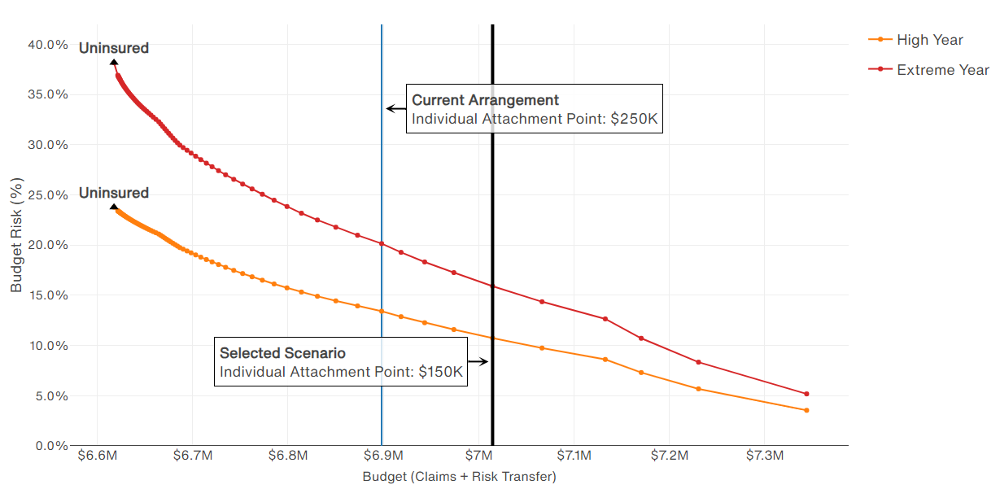 40.0%
35.0%
30.0%
25.0%
20.0%
15.0%
10.0%
5.0%
0.0%
Budget Risk (%)
Uninsured
Uninsured
Current Arrangement
Individual Attachment Point: $250K
Selected Scenario
Individual Attachment Point: $150K
High Year
Extreme Year
$6.6M
$6.7M
$6.8M
$6.9M
$7M
$7.1M
$7.2M
$7.3M
Budget (Claims + Risk Transfer)